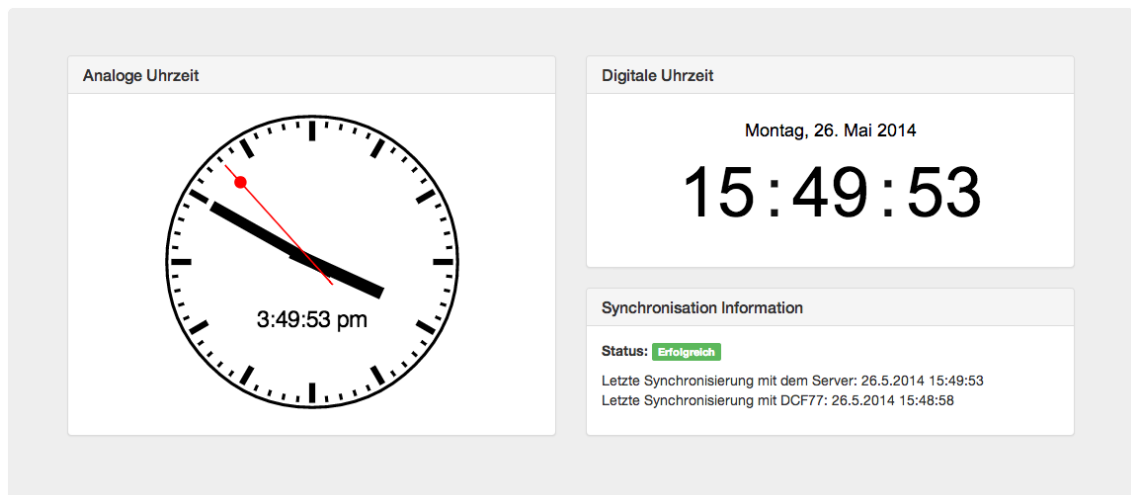 Analoge Uhrzeit
3:49:53 pm
Digitale Uhrzeit
Montag, 26. Mai 2014
15:49:53
Synchronisation Information
Status: Erfolgreich
Letzte Synchronisierung mit dem Server: 26.5.2014 15:49:53
Letzte Synchronisierung mit DCF77: 26.5.2014 15:48:58